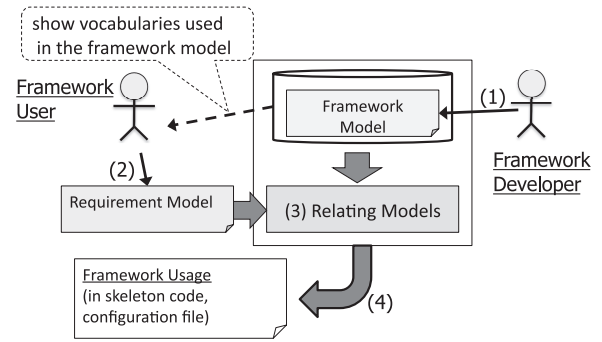 show vocabularies used
in the framework model
Framework
User
Framework
Model
(1)
Framework
Developer
(2)
Requirement Model
(3) Relating Models
Framework Usage
(in skeleton code,
configuration file)
(4)